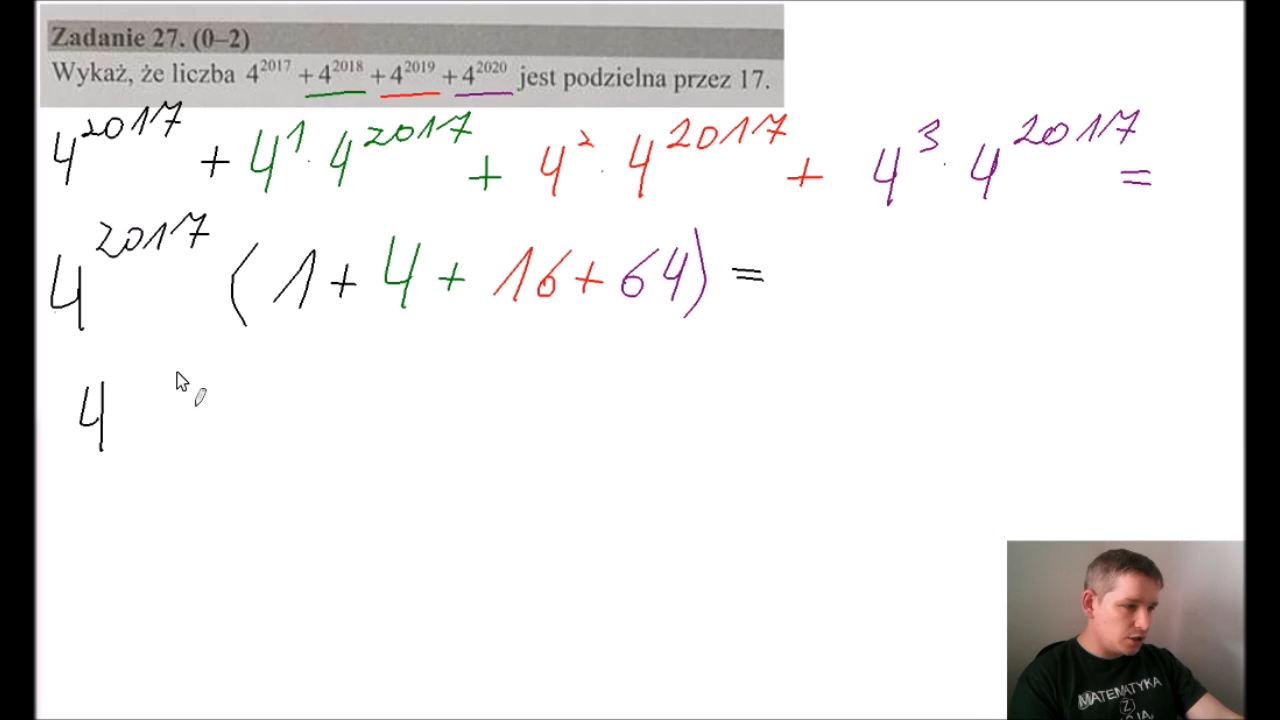 Zadanie 27. (0–2)
Wykaż, że liczba 4^2017 + 4^2018 + 4^2019 + 4^2020 jest podzielna przez 17.
4^2017 + 4^1 · 4^2017 + 4^2 · 4^2017 + 4^3 · 4^2017 =
4^2017 (1 + 4 + 16 + 64) =
4
MATEMATYKA
Z